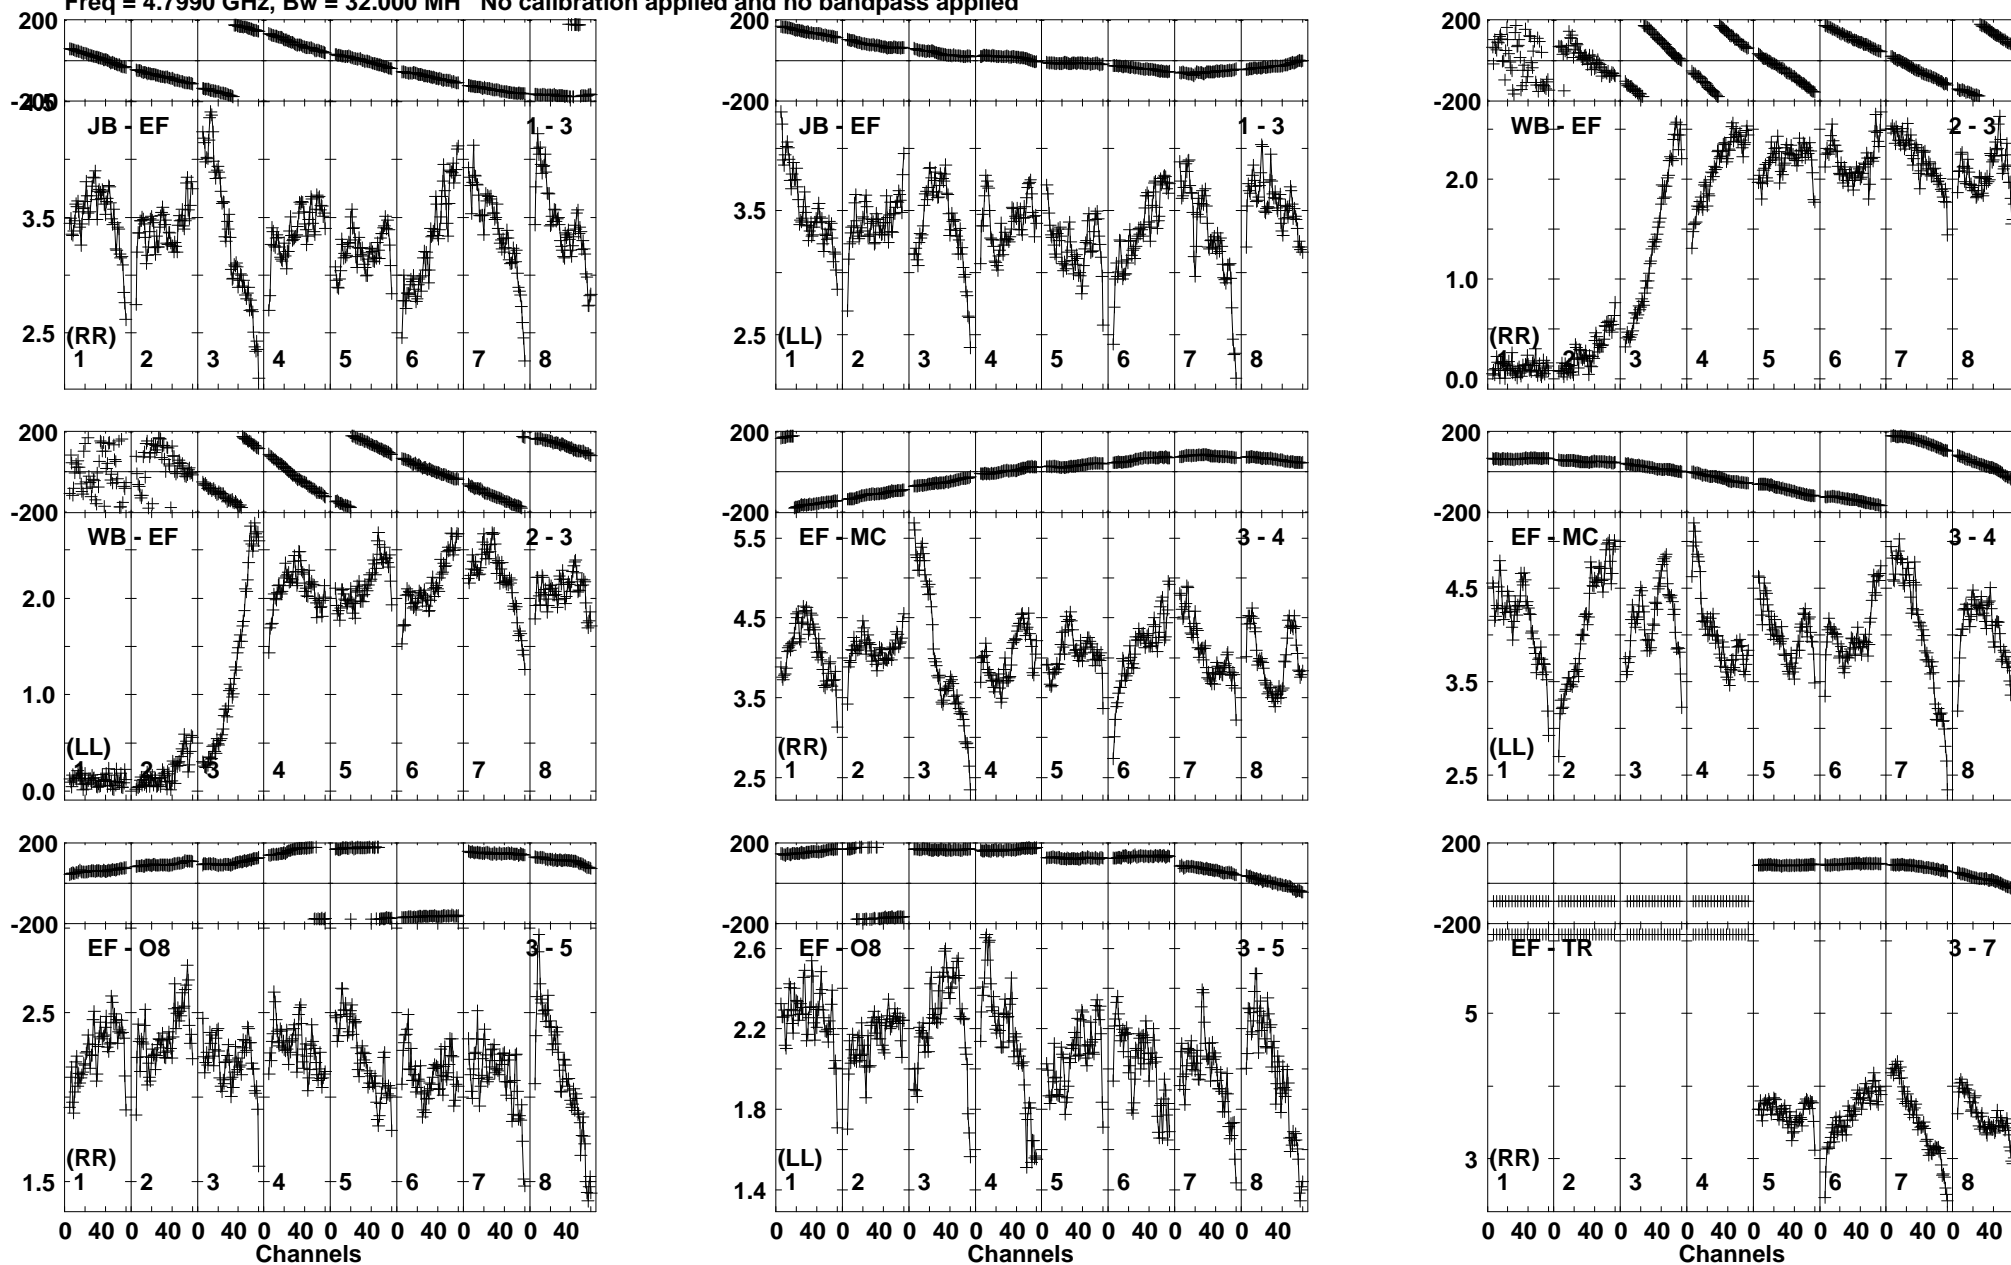 Freq = 4.7990 GHz, Bw = 32.000 MH No calibration applied and no bandpass applied
200 200 200
-200 -200 -200
4.5
JB - EF 1 - 3 JB - EF 1 - 3 WB - EF 2 - 3
3.5 3.5 2.0
1.0
2.5 2.5 0.0
(RR) (LL) (RR)
1 2 3 4 5 6 7 8 1 2 3 4 5 6 7 8 1 2 3 4 5 6 7 8
200 200 200
-200 -200 -200
WB - EF 2 - 3 EF - MC 3 - 4 EF - MC 3 - 4
2.0 5.5 4.5
1.0 4.5 3.5
0.0 3.5 2.5
2.5
(LL) (RR) (LL)
1 2 3 4 5 6 7 8 1 2 3 4 5 6 7 8 1 2 3 4 5 6 7 8
200 200 200
-200 -200 -200
EF - O8 3 - 5 EF - O8 3 - 5 EF - TR 3 - 7
2.5 2.6 5
1.5 2.2 3
1.8
1.4
(RR) (LL) (RR)
1 2 3 4 5 6 7 8 1 2 3 4 5 6 7 8 1 2 3 4 5 6 7 8
0 40 0 40 0 40 0 40 0 40 0 40 0 40 0 40 0 40 0 40 0 40 0 40 0 40 0 40 0 40 0 40 0 40 0 40 0 40 0 40 0 40 0 40 0 40 0 40
Channels Channels Channels